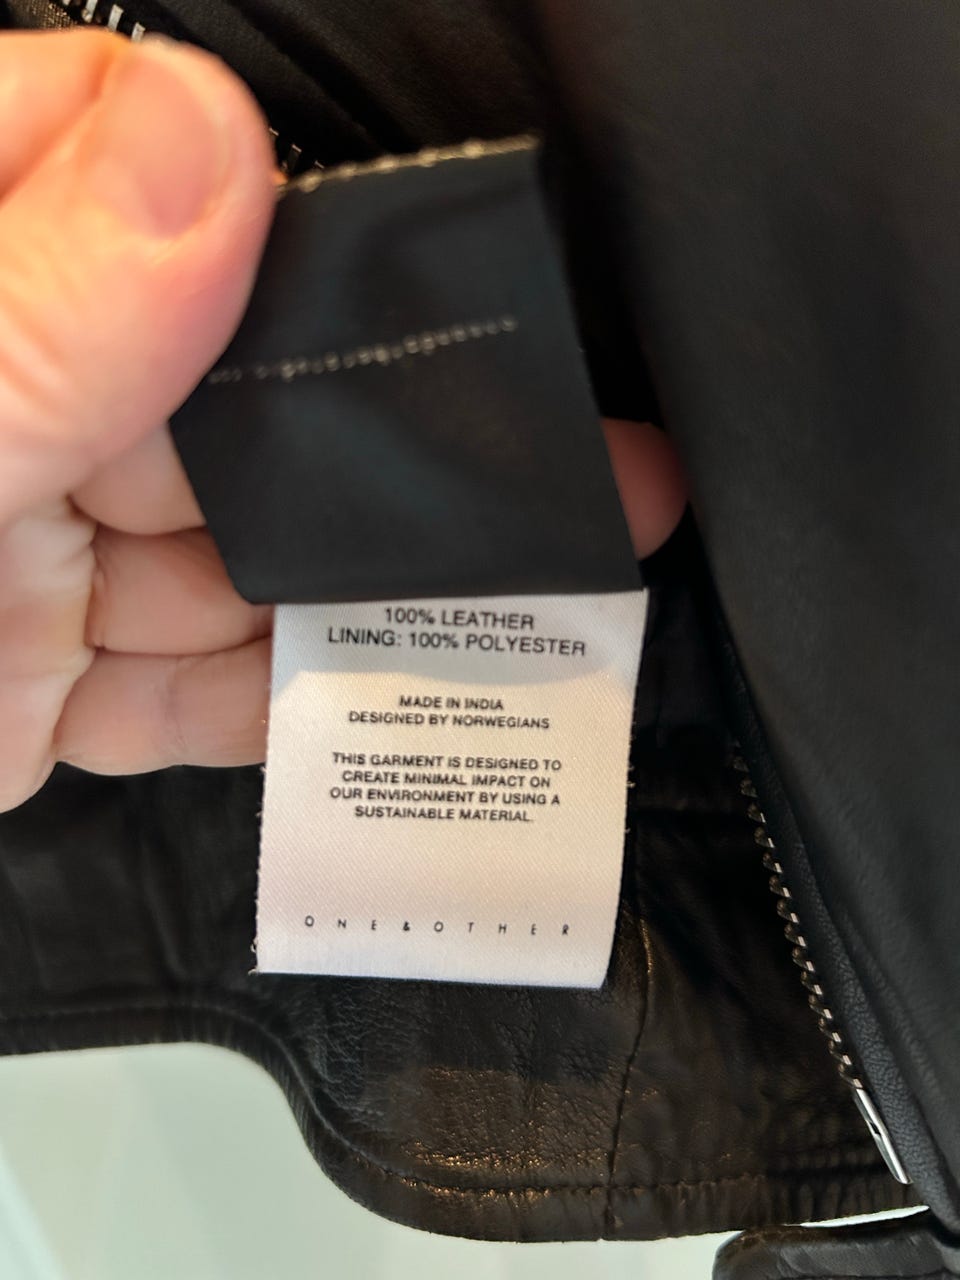 100% LEATHER
LINING: 100% POLYESTER
MADE IN INDIA
DESIGNED BY NORWEGIANS
THIS GARMENT IS DESIGNED TO
CREATE MINIMAL IMPACT ON
OUR ENVIRONMENT BY USING A
SUSTAINABLE MATERIAL.
ONE & OTHER